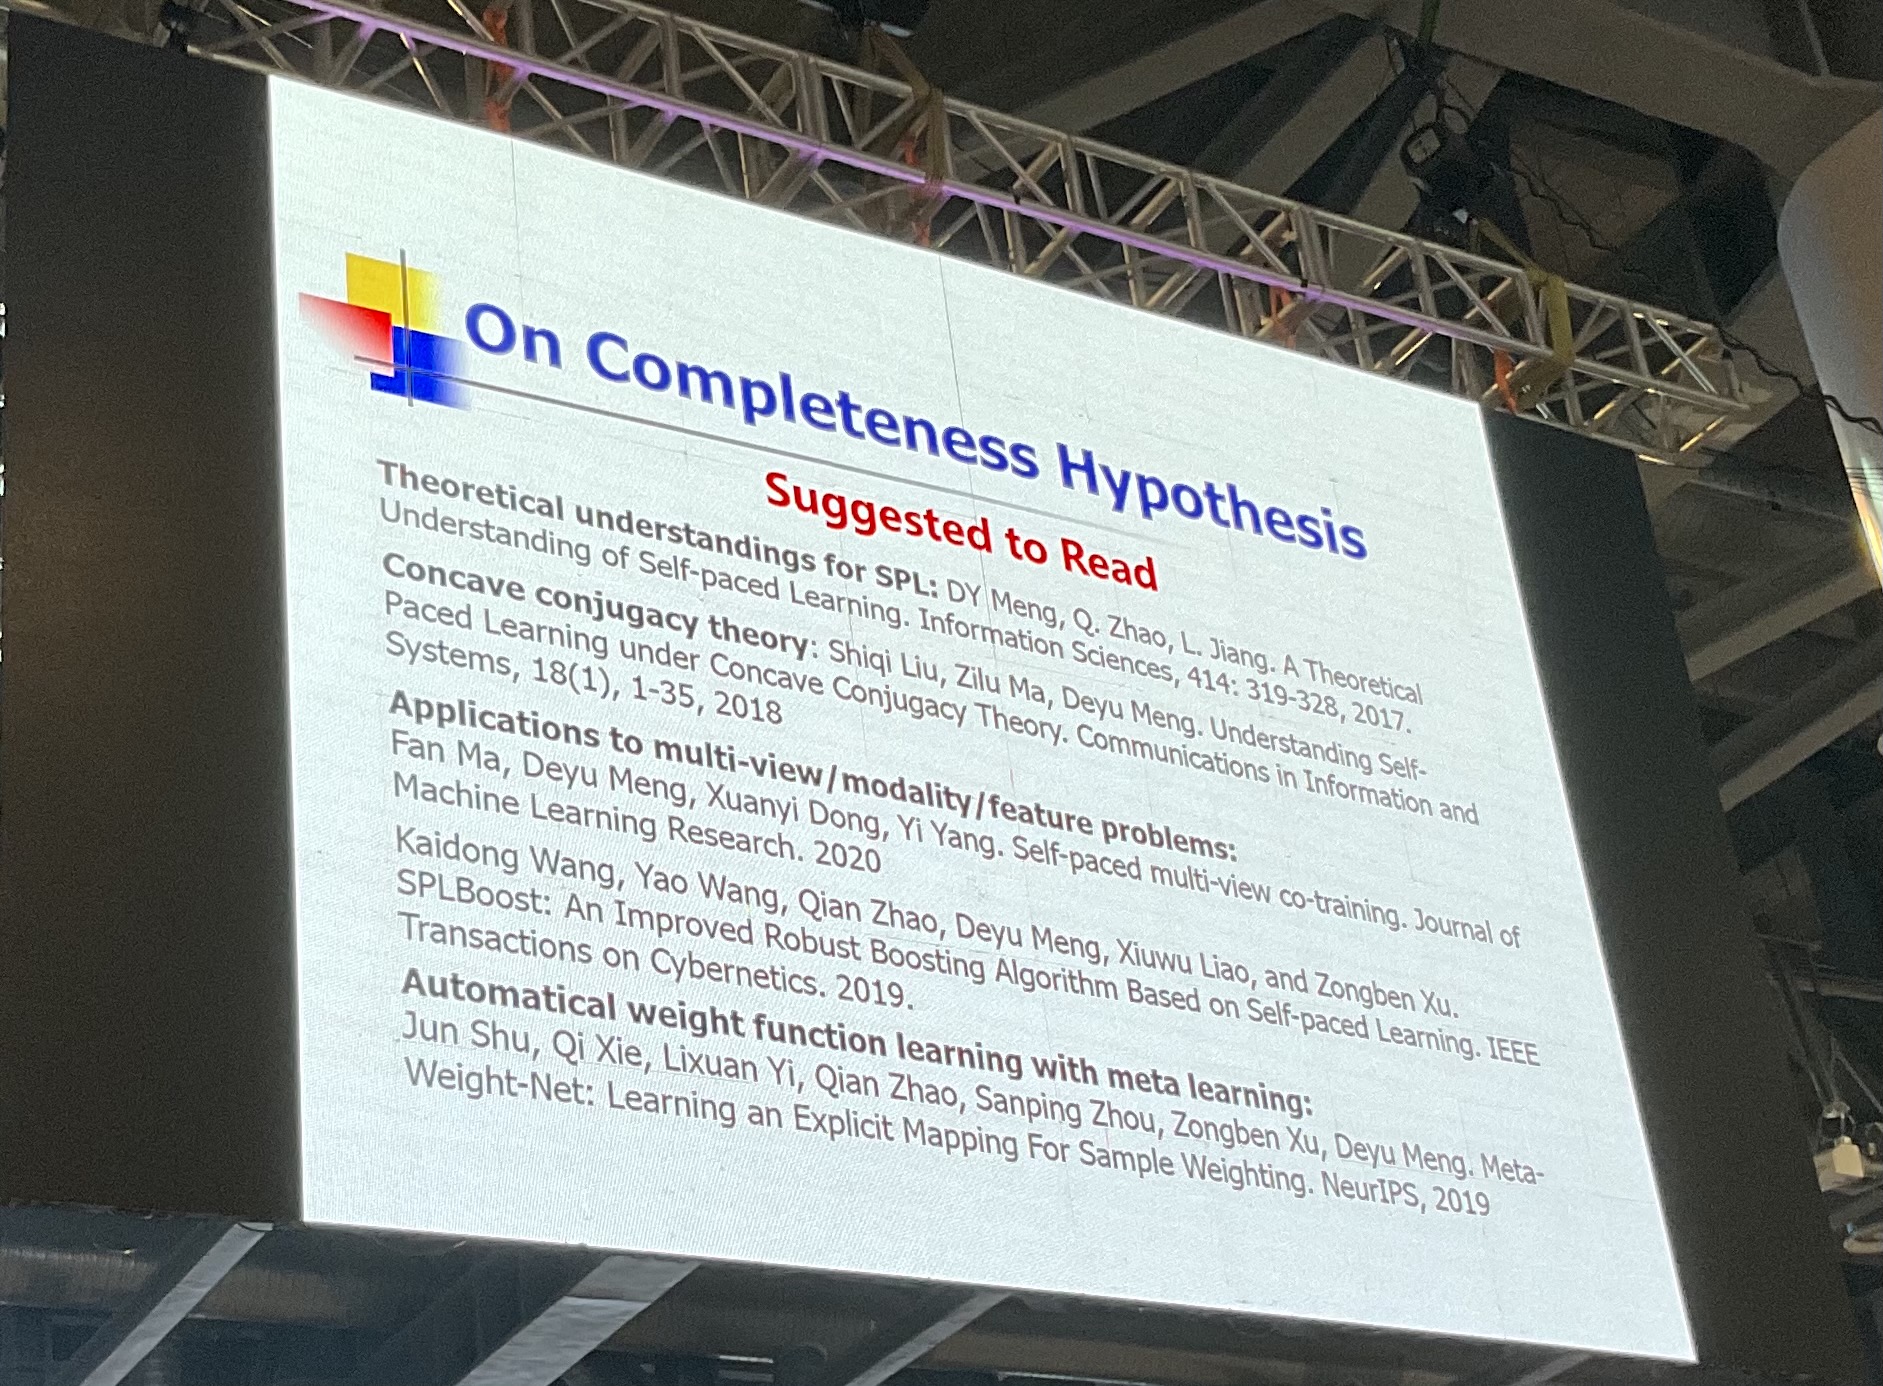 On Completeness Hypothesis
Suggested to Read
Theoretical understandings for SPL: DY Meng, Q. Zhao, L. Jiang. A Theoretical
Understanding of Self-paced Learning. Information Sciences, 414: 319-328, 2017.
Concave conjugacy theory: Shiqi Liu, Zilu Ma, Deyu Meng. Understanding Self-
Paced Learning under Concave Conjugacy Theory. Communications in Information and
Systems, 18(1), 1-35, 2018
Applications to multi-view/modality/feature problems:
Fan Ma, Deyu Meng, Xuanyi Dong, Yi Yang. Self-paced multi-view co-training. Journal of
Machine Learning Research. 2020
Kaidong Wang, Yao Wang, Qian Zhao, Deyu Meng, Xiuwu Liao, and Zongben Xu.
SPLBoost: An Improved Robust Boosting Algorithm Based on Self-paced Learning. IEEE
Transactions on Cybernetics. 2019.
Automatical weight function learning with meta learning:
Jun Shu, Qi Xie, Lixuan Yi, Qian Zhao, Sanping Zhou, Zongben Xu, Deyu Meng. Meta-
Weight-Net: Learning an Explicit Mapping For Sample Weighting. NeurIPS, 2019